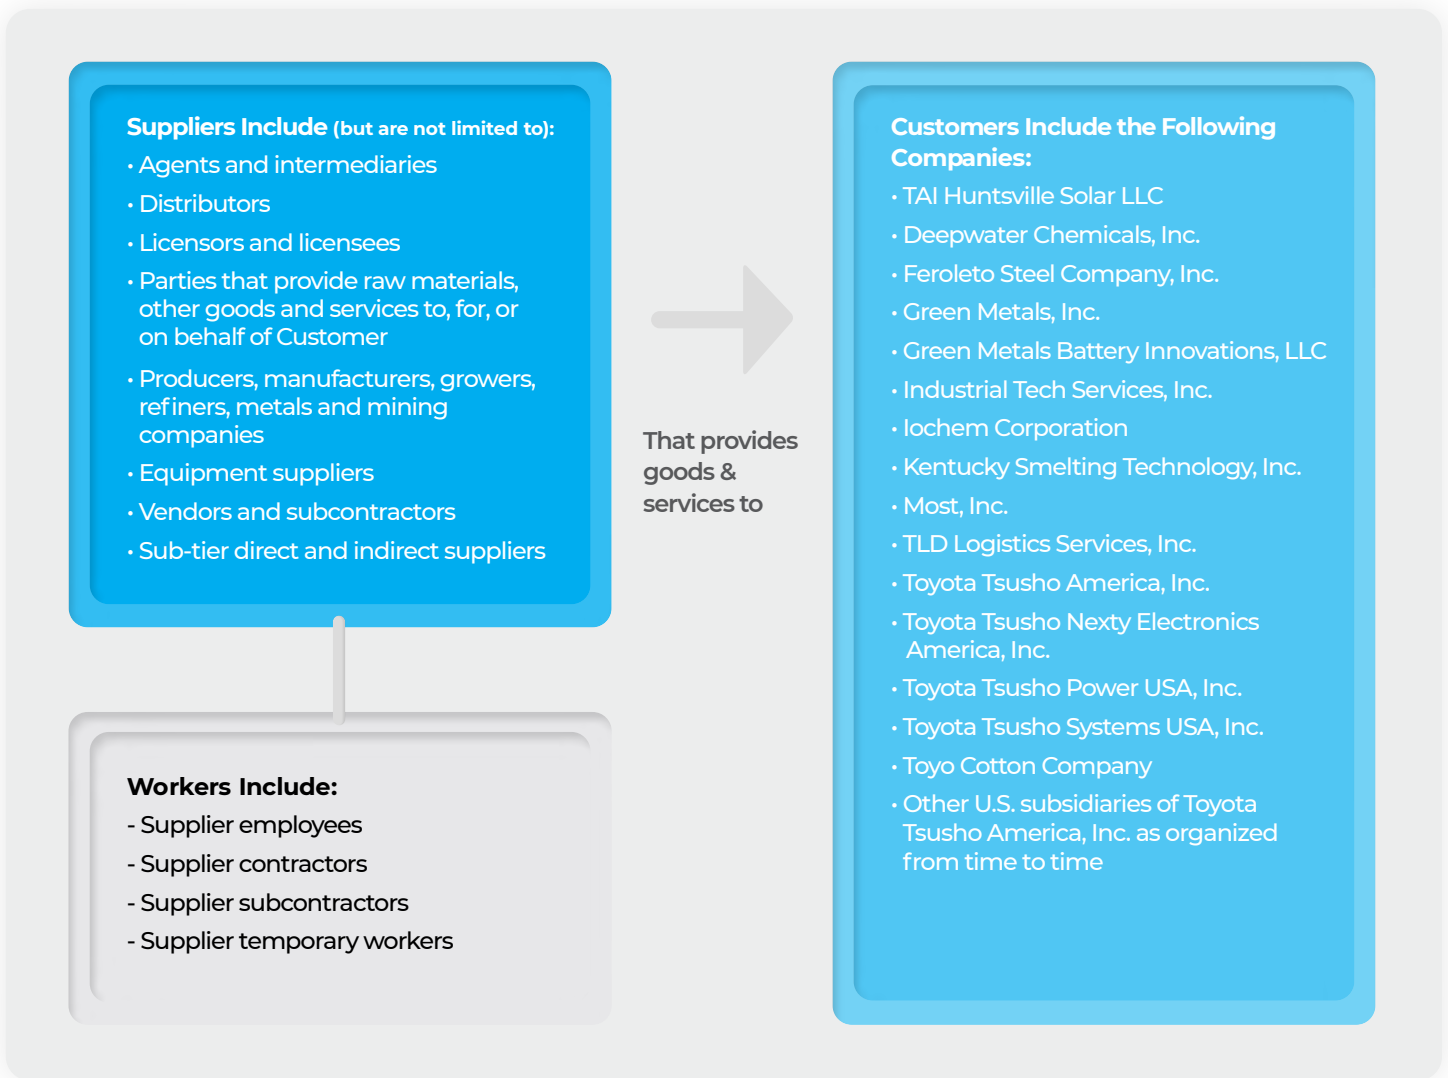 Suppliers Include (but are not limited to):
· Agents and intermediaries
· Distributors
· Licensors and licensees
· Parties that provide raw materials,
other goods and services to, for, or
on behalf of Customer
· Producers, manufacturers, growers,
refiners, metals and mining
companies
· Equipment suppliers
· Vendors and subcontractors
· Sub-tier direct and indirect suppliers
Workers Include:
- Supplier employees
- Supplier contractors
- Supplier subcontractors
- Supplier temporary workers
That provides
goods &
services to
Customers Include the Following
Companies:
· TAI Huntsville Solar LLC
· Deepwater Chemicals, Inc.
· Feroleto Steel Company, Inc.
· Green Metals, Inc.
· Green Metals Battery Innovations, LLC
· Industrial Tech Services, Inc.
· Iochem Corporation
· Kentucky Smelting Technology, Inc.
· Most, Inc.
· TLD Logistics Services, Inc.
· Toyota Tsusho America, Inc.
· Toyota Tsusho Nexty Electronics
America, Inc.
· Toyota Tsusho Power USA, Inc.
· Toyota Tsusho Systems USA, Inc.
· Toyo Cotton Company
· Other U.S. subsidiaries of Toyota
Tsusho America, Inc. as organized
from time to time